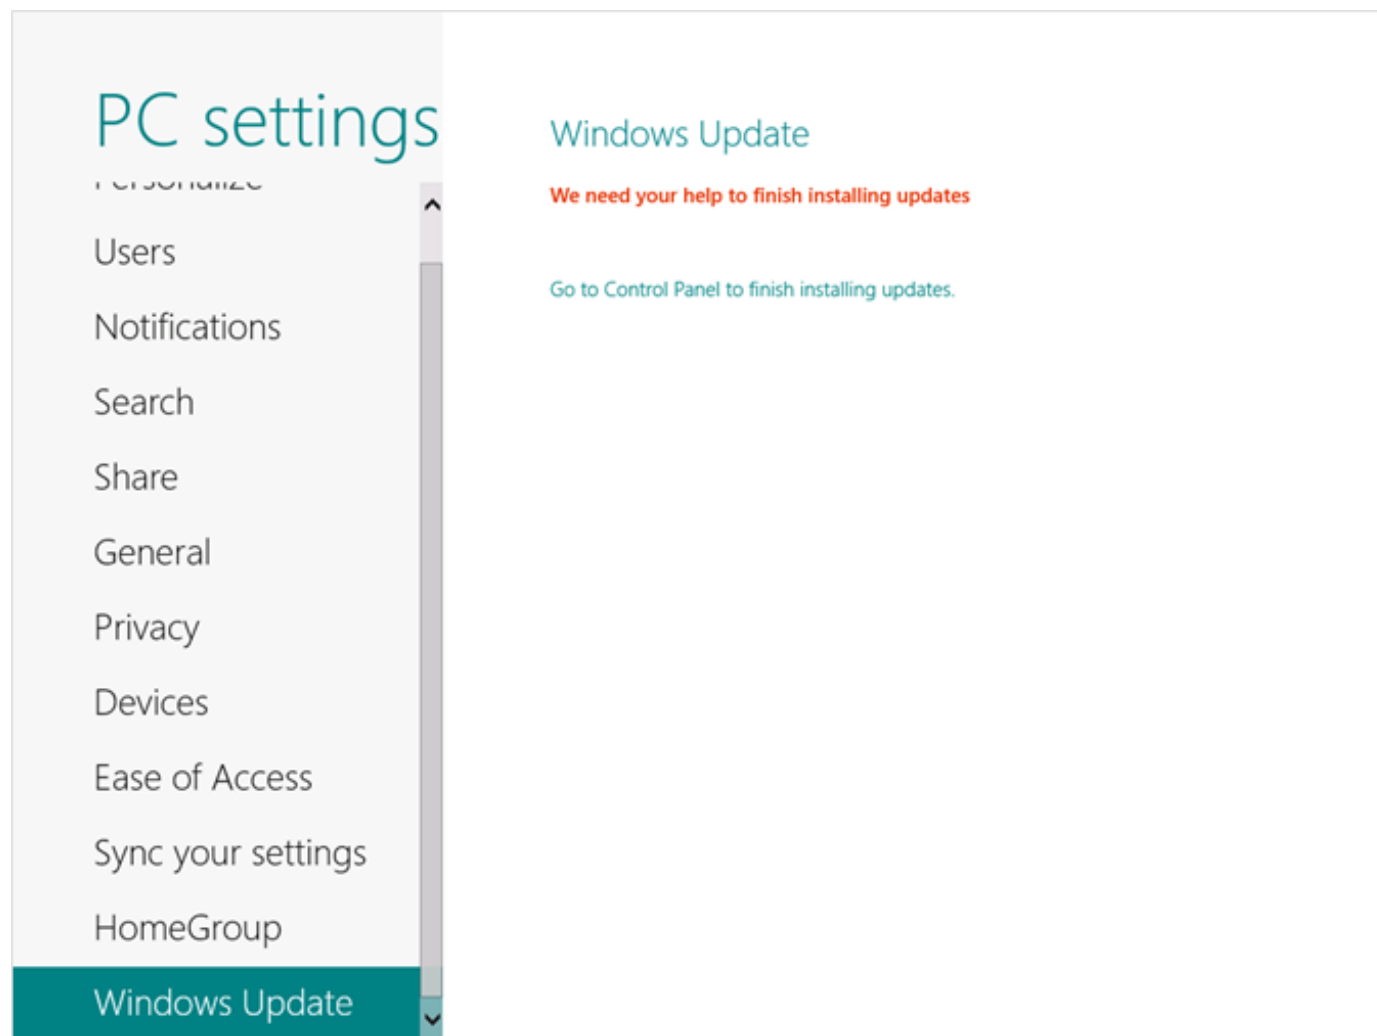 PC settings
Personalize
Users
Notifications
Search
Share
General
Privacy
Devices
Ease of Access
Sync your settings
HomeGroup
Windows Update
Windows Update
We need your help to finish installing updates
Go to Control Panel to finish installing updates.